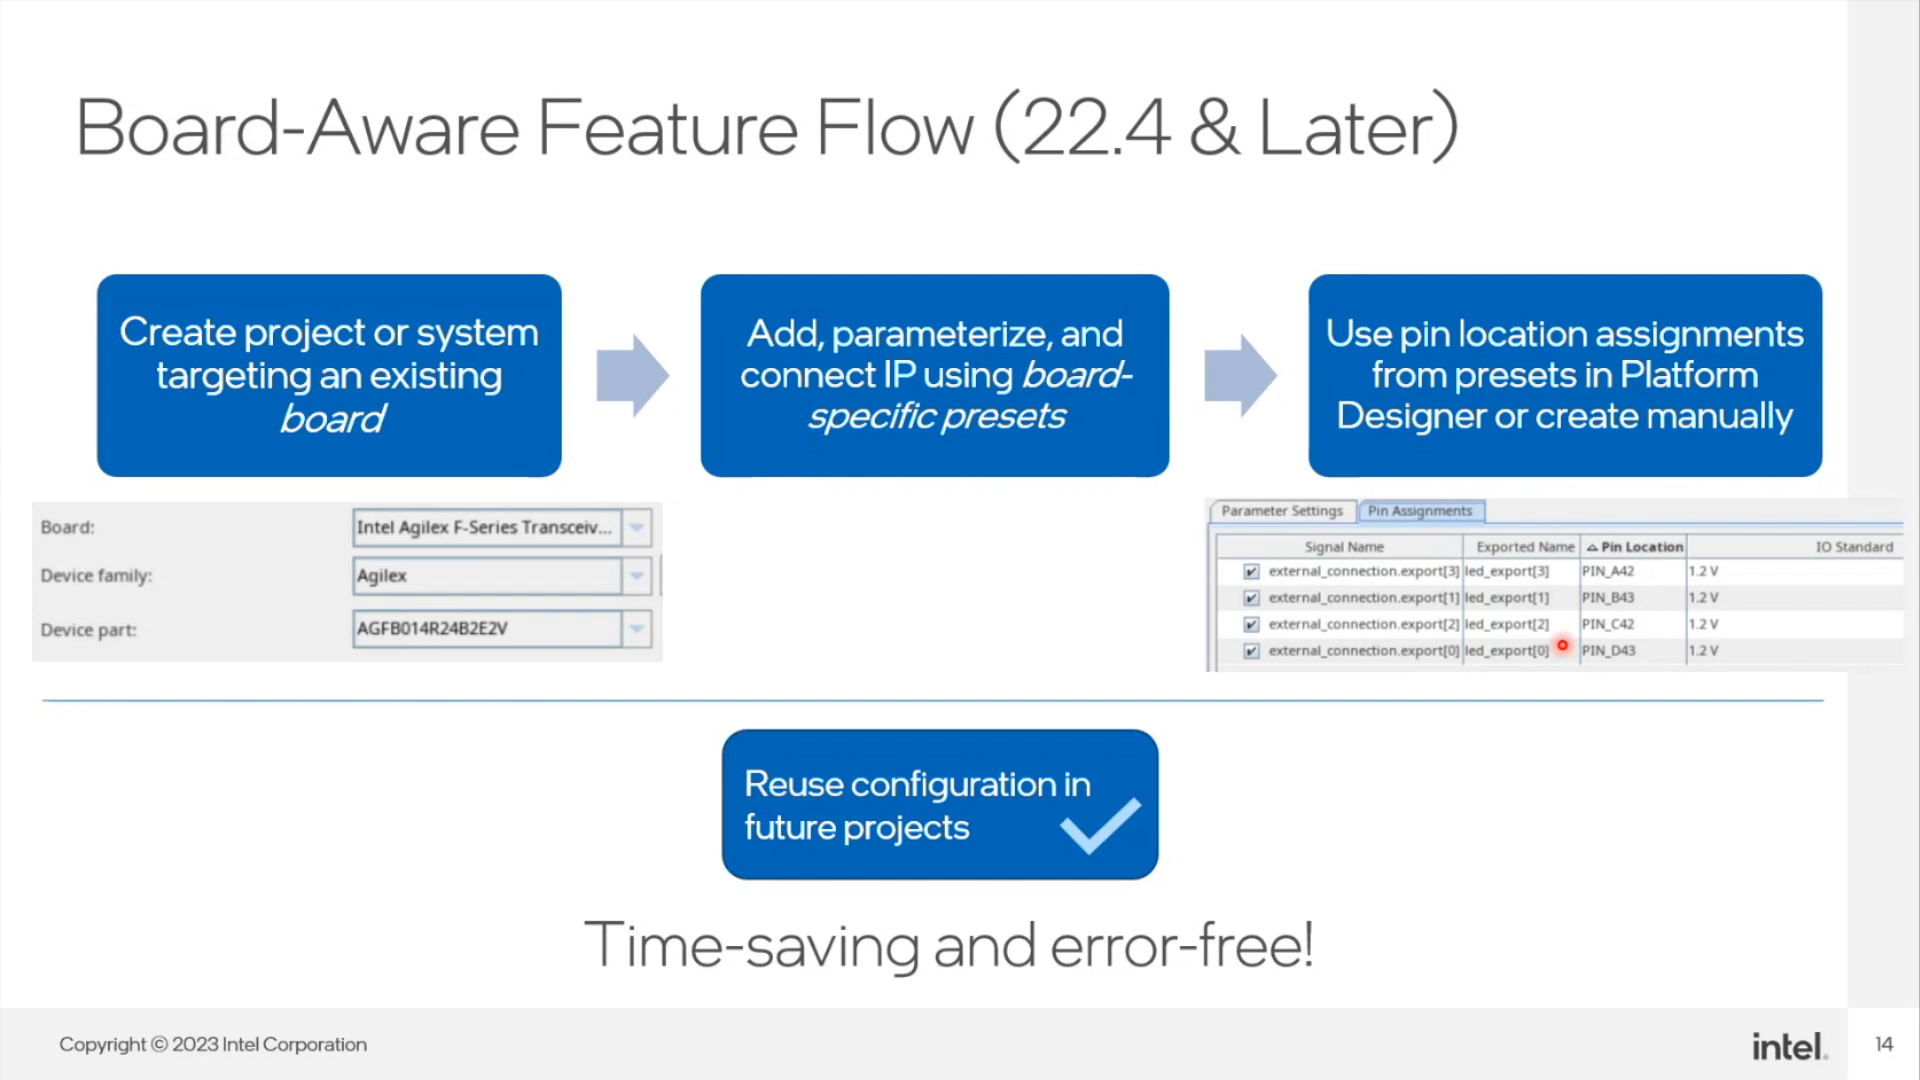 Board-Aware Feature Flow (22.4 & Later)
Create project or system
targeting an existing
board
Add, parameterize, and
connect IP using board-
specific presets
Use pin location assignments
from presets in Platform
Designer or create manually
Board: Intel Agilex F-Series Transceiv...
Device family: Agilex
Device part: AGFB014R24B2E2V
Parameter Settings Pin Assignments
Signal Name Exported Name Pin Location IO Standard
external_connection.export[3] led_export[3] PIN_A42 1.2 V
external_connection.export[1] led_export[1] PIN_B43 1.2 V
external_connection.export[2] led_export[2] PIN_C42 1.2 V
external_connection.export[0] led_export[0] PIN_D43 1.2 V
Reuse configuration in
future projects
Time-saving and error-free!
Copyright © 2023 Intel Corporation
intel.
14